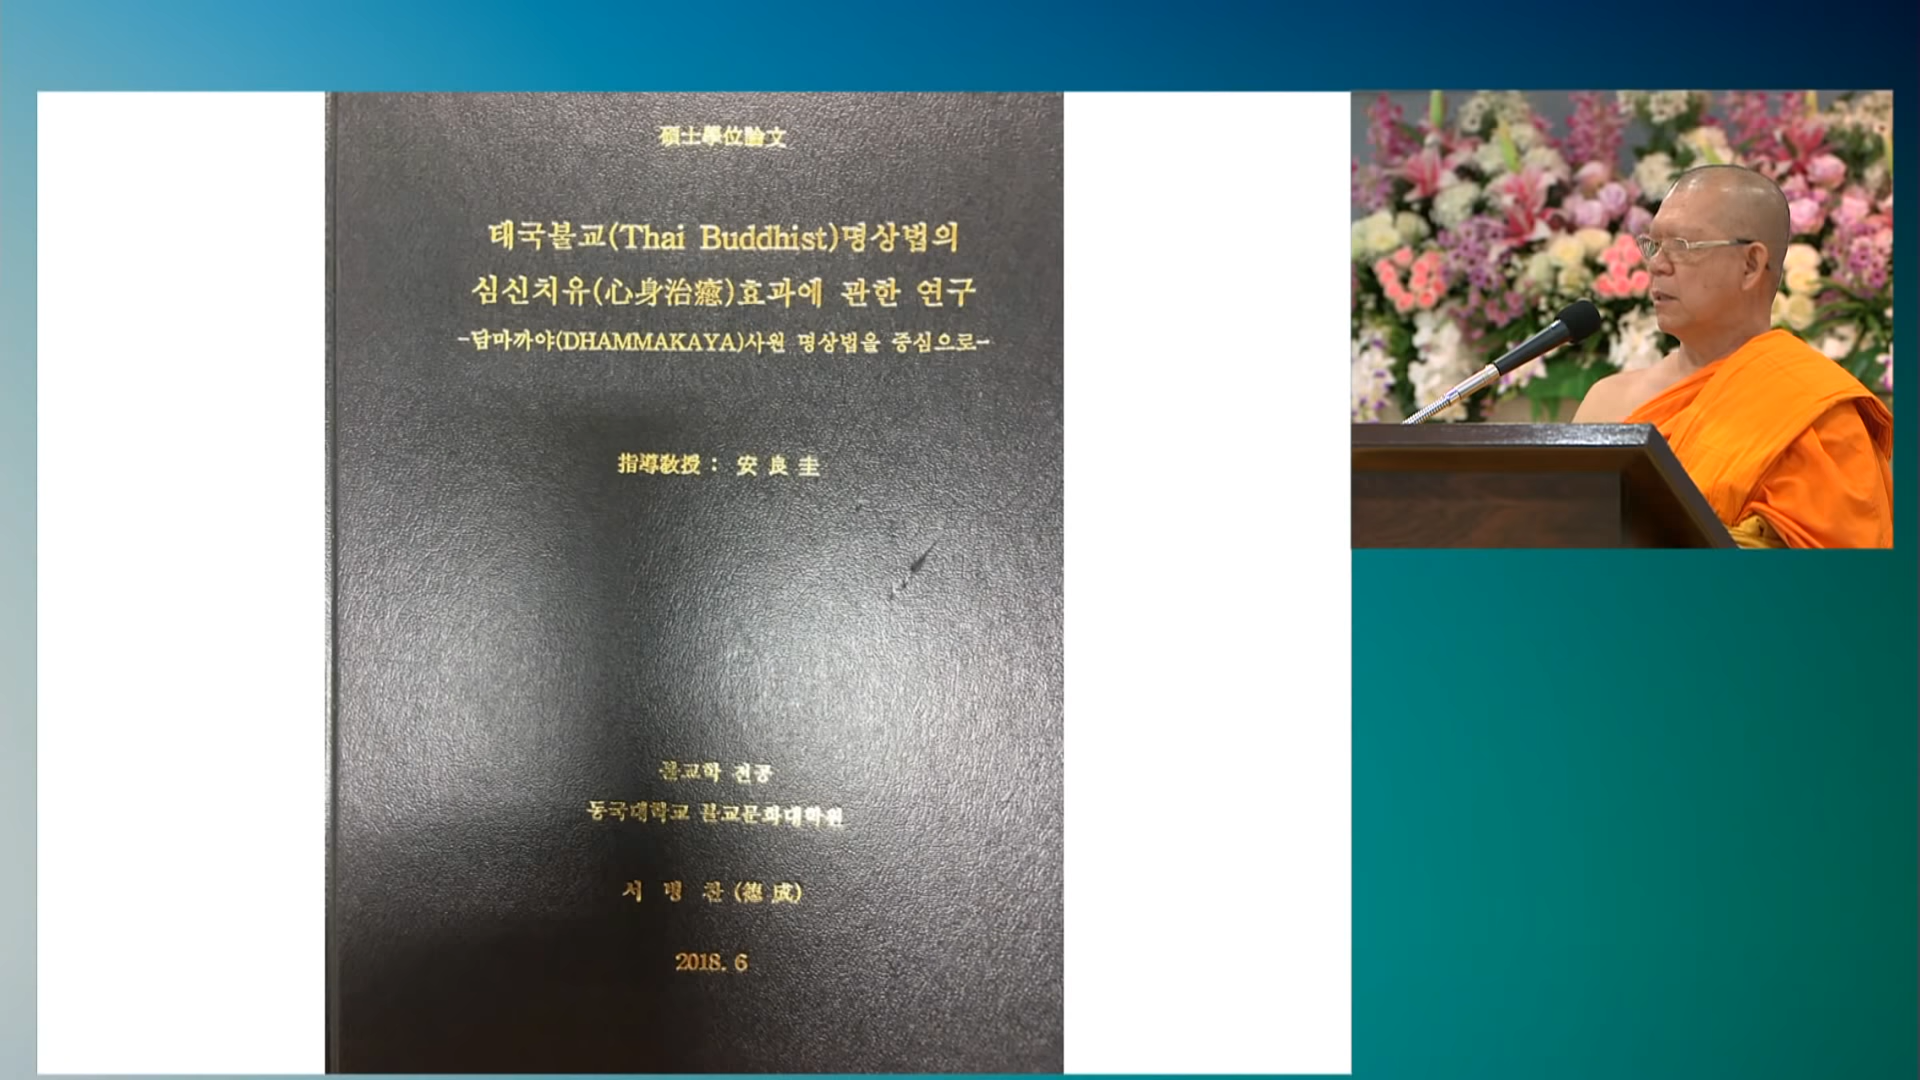 碩士學位論文
태국불교(Thai Buddhist)명상법의
심신치유(心身治癒)효과에 관한 연구
-담마까야(DHAMMAKAYA)사원 명상법을 중심으로-
指導敎授 : 安 良 圭
불교학 전공
동국대학교 불교문화대학원
서 명 찬 (德 成)
2018. 6